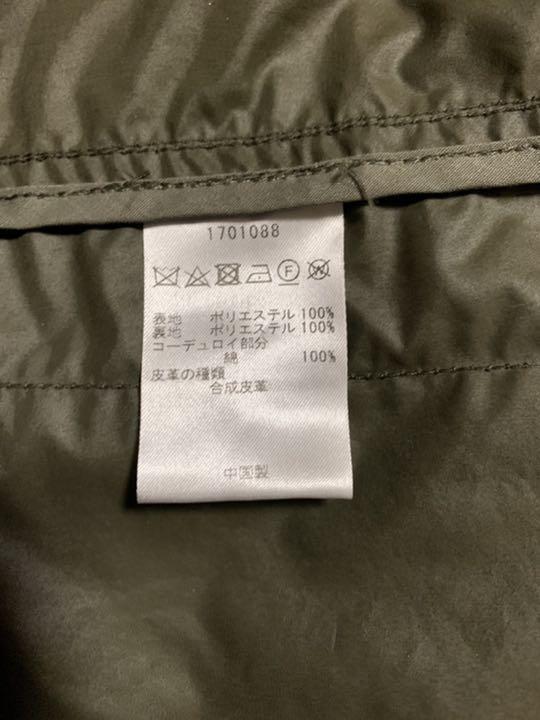 1701088
表地 ポリエステル 100%
裏地 ポリエステル 100%
コーデュロイ部分
綿 100%
皮革の種類
合成皮革
中国製